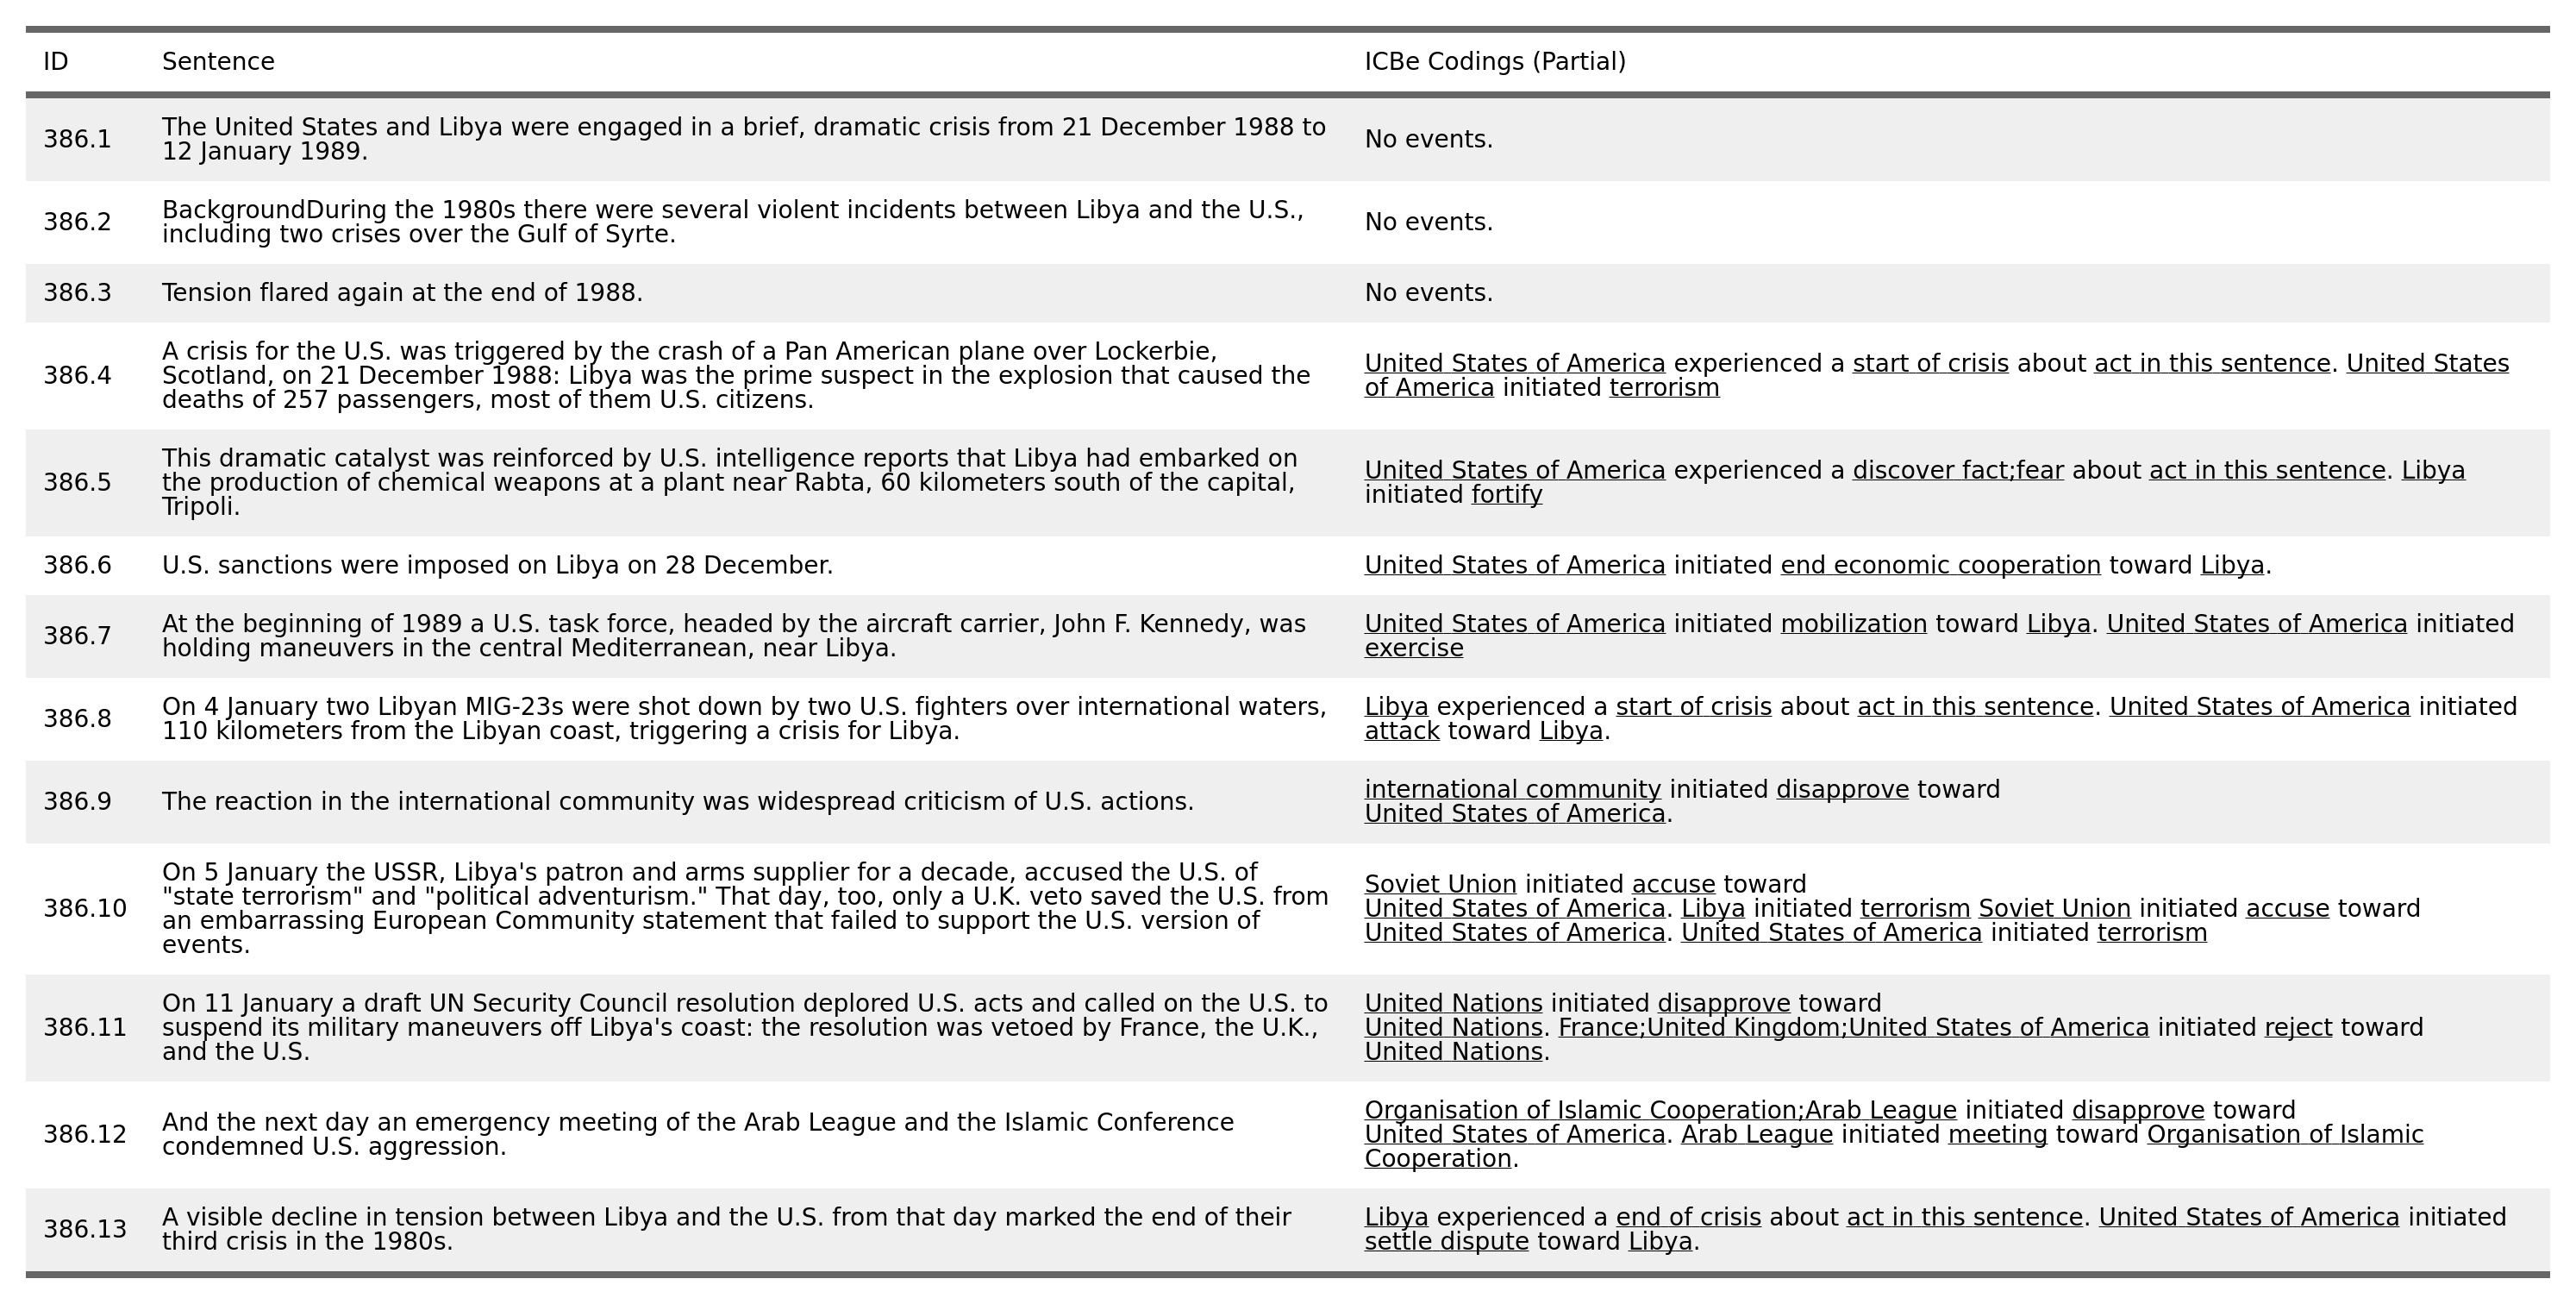 ID Sentence ICBe Codings (Partial)
386.1 The United States and Libya were engaged in a brief, dramatic crisis from 21 December 1988 to
12 January 1989.
No events.
386.2 BackgroundDuring the 1980s there were several violent incidents between Libya and the U.S.,
including two crises over the Gulf of Syrte.
No events.
386.3 Tension flared again at the end of 1988. No events.
386.4 A crisis for the U.S. was triggered by the crash of a Pan American plane over Lockerbie,
Scotland, on 21 December 1988: Libya was the prime suspect in the explosion that caused the
deaths of 257 passengers, most of them U.S. citizens.
United States of America experienced a start of crisis about act in this sentence. United States
of America initiated terrorism
386.5 This dramatic catalyst was reinforced by U.S. intelligence reports that Libya had embarked on
the production of chemical weapons at a plant near Rabta, 60 kilometers south of the capital,
Tripoli.
United States of America experienced a discover fact;fear about act in this sentence. Libya
initiated fortify
386.6 U.S. sanctions were imposed on Libya on 28 December. United States of America initiated end economic cooperation toward Libya.
386.7 At the beginning of 1989 a U.S. task force, headed by the aircraft carrier, John F. Kennedy, was
holding maneuvers in the central Mediterranean, near Libya.
United States of America initiated mobilization toward Libya. United States of America initiated
exercise
386.8 On 4 January two Libyan MIG-23s were shot down by two U.S. fighters over international waters,
110 kilometers from the Libyan coast, triggering a crisis for Libya.
Libya experienced a start of crisis about act in this sentence. United States of America initiated
attack toward Libya.
386.9 The reaction in the international community was widespread criticism of U.S. actions.
international community initiated disapprove toward
United States of America.
386.10 On 5 January the USSR, Libya's patron and arms supplier for a decade, accused the U.S. of
"state terrorism" and "political adventurism." That day, too, only a U.K. veto saved the U.S. from
an embarrassing European Community statement that failed to support the U.S. version of
events.
Soviet Union initiated accuse toward
United States of America. Libya initiated terrorism Soviet Union initiated accuse toward
United States of America. United States of America initiated terrorism
386.11 On 11 January a draft UN Security Council resolution deplored U.S. acts and called on the U.S. to
suspend its military maneuvers off Libya's coast: the resolution was vetoed by France, the U.K.,
and the U.S.
United Nations initiated disapprove toward
United Nations. France;United Kingdom;United States of America initiated reject toward
United Nations.
386.12 And the next day an emergency meeting of the Arab League and the Islamic Conference
condemned U.S. aggression.
Organisation of Islamic Cooperation;Arab League initiated disapprove toward
United States of America. Arab League initiated meeting toward Organisation of Islamic
Cooperation.
386.13 A visible decline in tension between Libya and the U.S. from that day marked the end of their
third crisis in the 1980s.
Libya experienced a end of crisis about act in this sentence. United States of America initiated
settle dispute toward Libya.